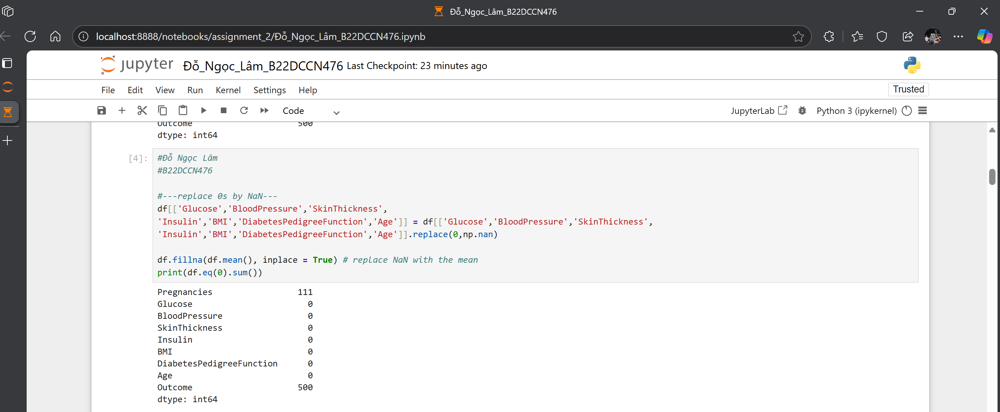 Đỗ_Ngọc_Lâm_B22DCCN476
localhost:8888/notebooks/assignment_2/Đỗ_Ngọc_Lâm_B22DCCN476.ipynb
jupyter Đỗ_Ngọc_Lâm_B22DCCN476 Last Checkpoint: 23 minutes ago
File Edit View Run Kernel Settings Help Trusted
Code JupyterLab Python 3 (ipykernel)
Outcome 500
dtype: int64
[4]: #Đỗ Ngọc Lâm
#B22DCCN476
#---replace 0s by NaN---
df[['Glucose','BloodPressure','SkinThickness',
'Insulin','BMI','DiabetesPedigreeFunction','Age']] = df[['Glucose','BloodPressure','SkinThickness',
'Insulin','BMI','DiabetesPedigreeFunction','Age']].replace(0,np.nan)
df.fillna(df.mean(), inplace = True) # replace NaN with the mean
print(df.eq(0).sum())
Pregnancies 111
Glucose 0
BloodPressure 0
SkinThickness 0
Insulin 0
BMI 0
DiabetesPedigreeFunction 0
Age 0
Outcome 500
dtype: int64